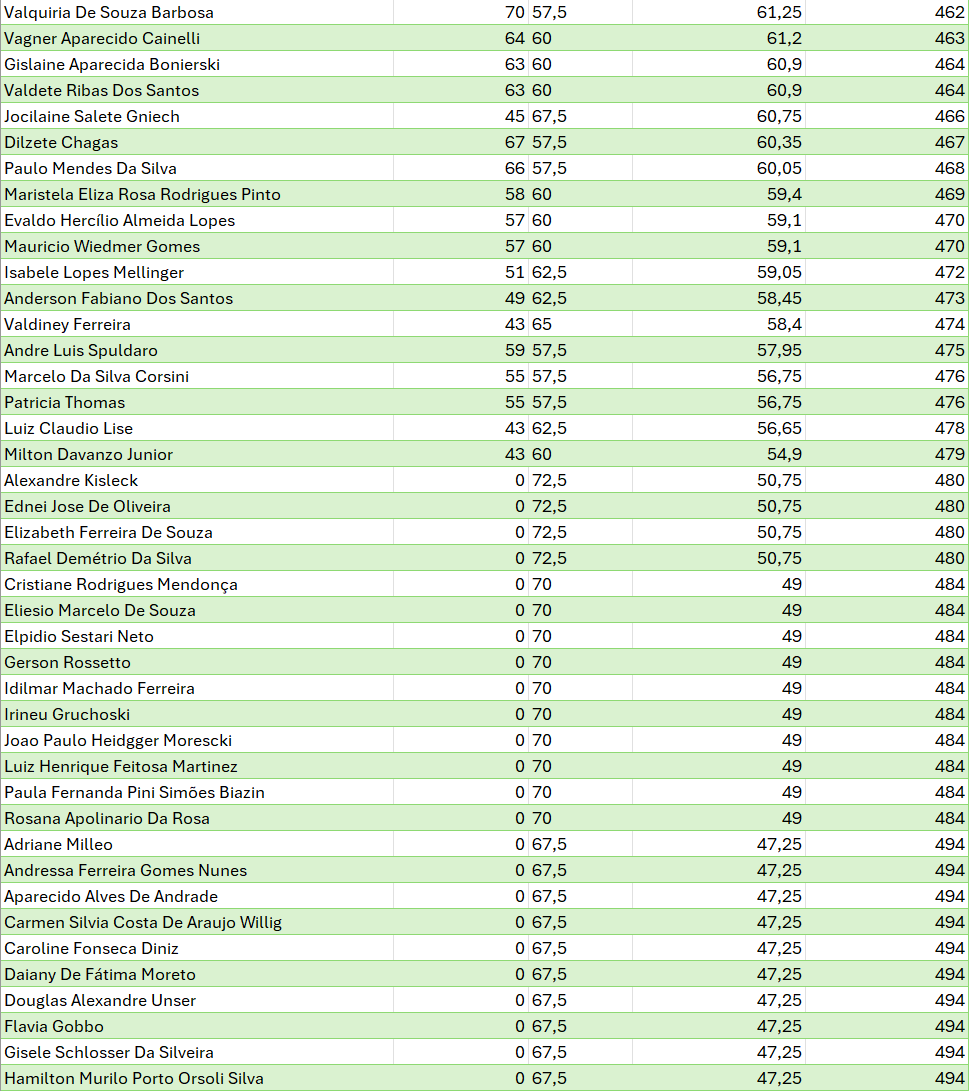 Valquiria De Souza Barbosa 70 57,5 61,25 462
Vagner Aparecido Cainelli 64 60 61,2 463
Gislaine Aparecida Bonierski 63 60 60,9 464
Valdete Ribas Dos Santos 63 60 60,9 464
Jocilaine Salete Gniech 45 67,5 60,75 466
Dilzete Chagas 67 57,5 60,35 467
Paulo Mendes Da Silva 66 57,5 60,05 468
Maristela Eliza Rosa Rodrigues Pinto 58 60 59,4 469
Evaldo Hercílio Almeida Lopes 57 60 59,1 470
Mauricio Wiedmer Gomes 57 60 59,1 470
Isabele Lopes Mellinger 51 62,5 59,05 472
Anderson Fabiano Dos Santos 49 62,5 58,45 473
Valdiney Ferreira 43 65 58,4 474
Andre Luis Spuldaro 59 57,5 57,95 475
Marcelo Da Silva Corsini 55 57,5 56,75 476
Patricia Thomas 55 57,5 56,75 476
Luiz Claudio Lise 43 62,5 56,65 478
Milton Davanzo Junior 43 60 54,9 479
Alexandre Kisleck 0 72,5 50,75 480
Ednei Jose De Oliveira 0 72,5 50,75 480
Elizabeth Ferreira De Souza 0 72,5 50,75 480
Rafael Demétrio Da Silva 0 72,5 50,75 480
Cristiane Rodrigues Mendonça 0 70 49 484
Eliesio Marcelo De Souza 0 70 49 484
Elpidio Sestari Neto 0 70 49 484
Gerson Rossetto 0 70 49 484
Idilmar Machado Ferreira 0 70 49 484
Irineu Gruchoski 0 70 49 484
Joao Paulo Heidgger Morescki 0 70 49 484
Luiz Henrique Feitosa Martinez 0 70 49 484
Paula Fernanda Pini Simões Biazin 0 70 49 484
Rosana Apolinario Da Rosa 0 70 49 484
Adriane Milleo 0 67,5 47,25 494
Andressa Ferreira Gomes Nunes 0 67,5 47,25 494
Aparecido Alves De Andrade 0 67,5 47,25 494
Carmen Silvia Costa De Araujo Willig 0 67,5 47,25 494
Caroline Fonseca Diniz 0 67,5 47,25 494
Daiany De Fátima Moreto 0 67,5 47,25 494
Douglas Alexandre Unser 0 67,5 47,25 494
Flavia Gobbo 0 67,5 47,25 494
Gisele Schlosser Da Silveira 0 67,5 47,25 494
Hamilton Murilo Porto Orsoli Silva 0 67,5 47,25 494